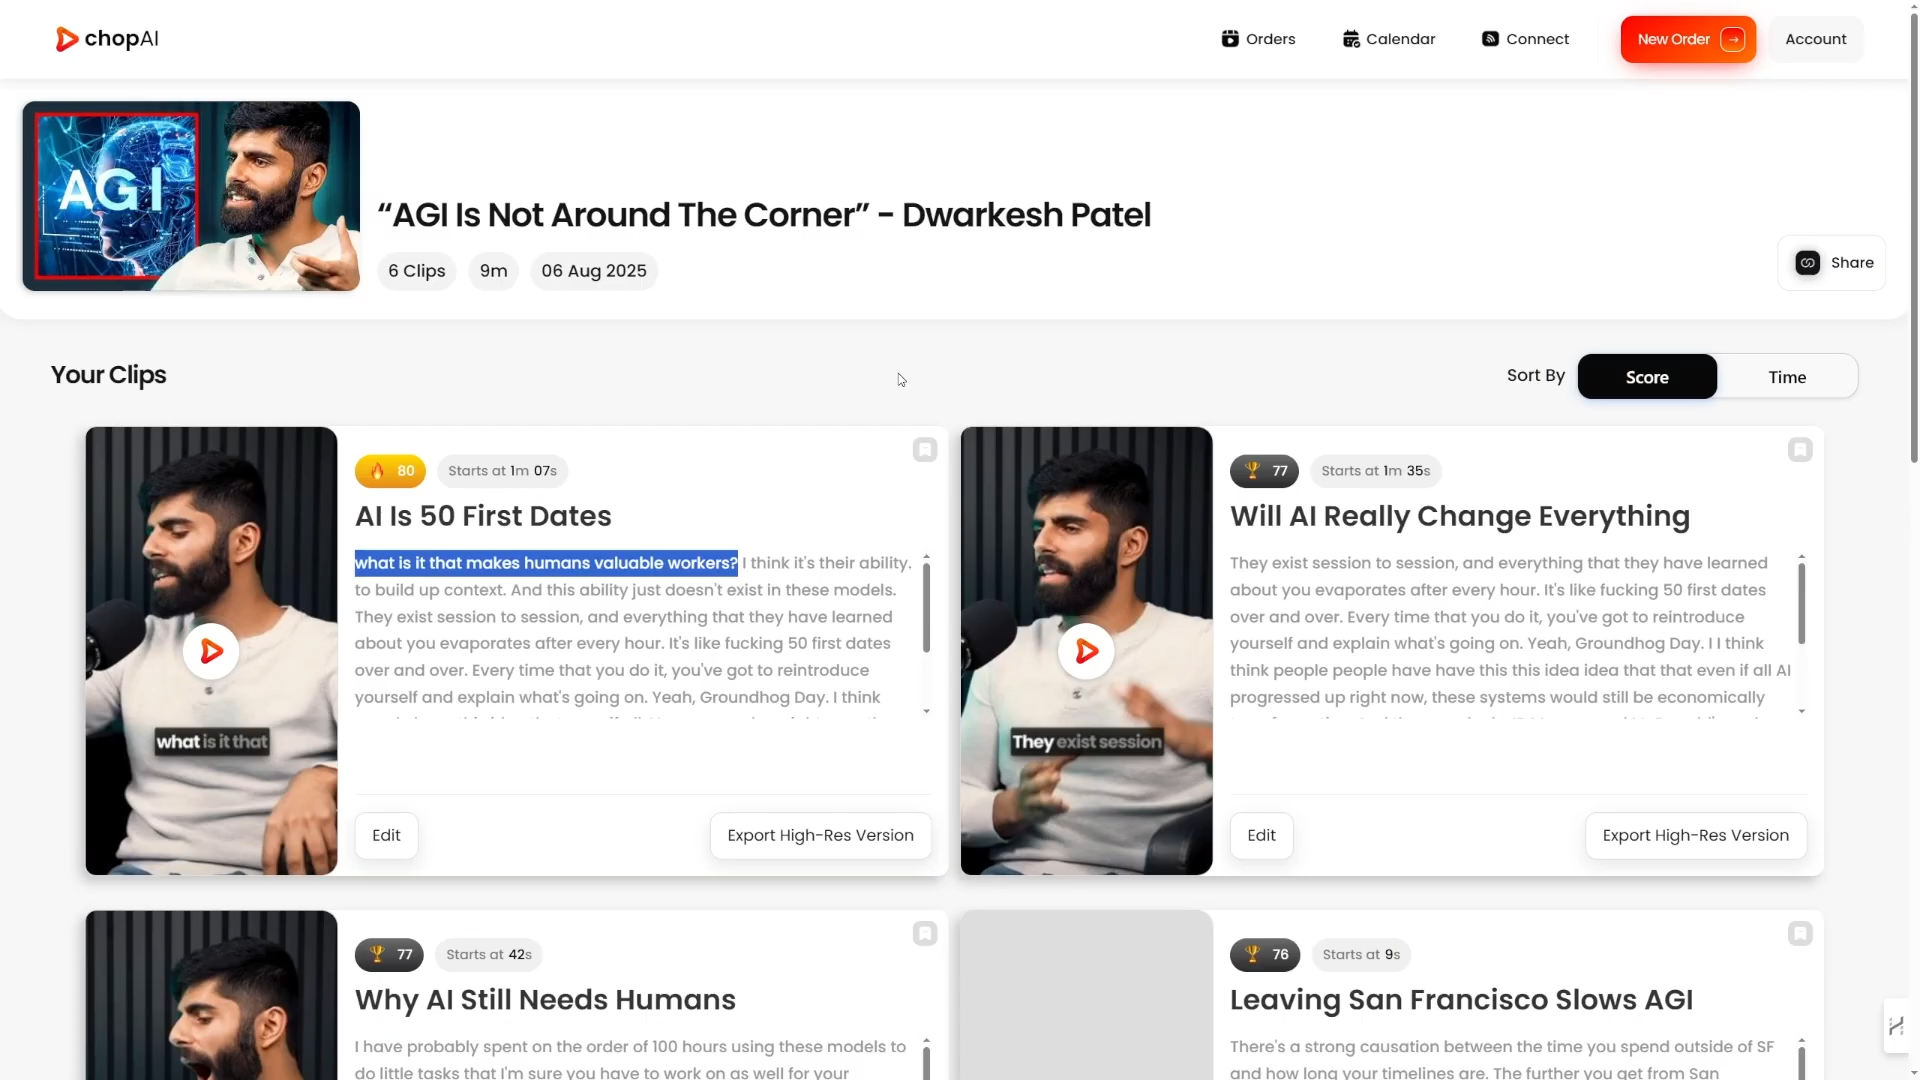 chopAI
Orders
Calendar
Connect
New Order
Account
AGI
“AGI Is Not Around The Corner” - Dwarkesh Patel
6 Clips
9m
06 Aug 2025
Share
Your Clips
Sort By
Score
Time
80
Starts at 1m 07s
AI Is 50 First Dates
what is it that makes humans valuable workers? I think it's their ability.
to build up context. And this ability just doesn't exist in these models.
They exist session to session, and everything that they have learned
about you evaporates after every hour. It's like fucking 50 first dates
over and over. Every time that you do it, you've got to reintroduce
yourself and explain what's going on. Yeah, Groundhog Day. I think
what is it that
Edit
Export High-Res Version
77
Starts at 1m 35s
Will AI Really Change Everything
They exist session to session, and everything that they have learned
about you evaporates after every hour. It's like fucking 50 first dates
over and over. Every time that you do it, you've got to reintroduce
yourself and explain what's going on. Yeah, Groundhog Day. I I think
think people people have have this this idea idea that that even if all AI
progressed up right now, these systems would still be economically
They exist session
Edit
Export High-Res Version
77
Starts at 42s
Why AI Still Needs Humans
I have probably spent on the order of 100 hours using these models to
do little tasks that I'm sure you have to work on as well for your
76
Starts at 9s
Leaving San Francisco Slows AGI
There's a strong causation between the time you spend outside of SF
and how long your timelines are. The further you get from San